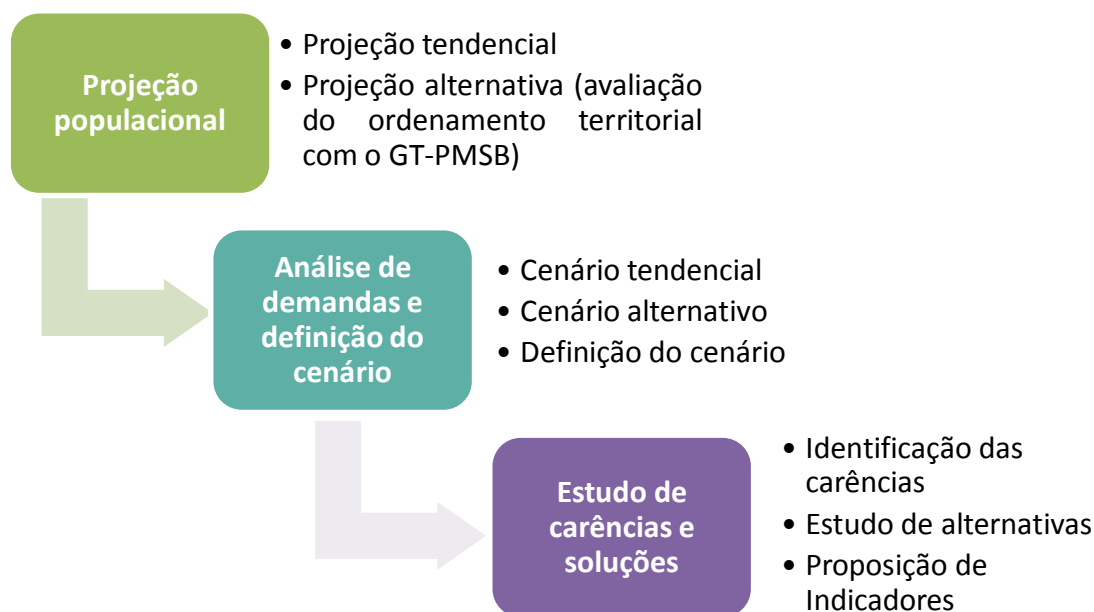 Projeção
populacional
• Projeção tendencial
• Projeção alternativa (avaliação
do ordenamento territorial
com o GT-PMSB)
Análise de
demandas e
definição do
cenário
• Cenário tendencial
• Cenário alternativo
• Definição do cenário
Estudo de
carências e
soluções
• Identificação das
carências
• Estudo de alternativas
• Proposição de
Indicadores